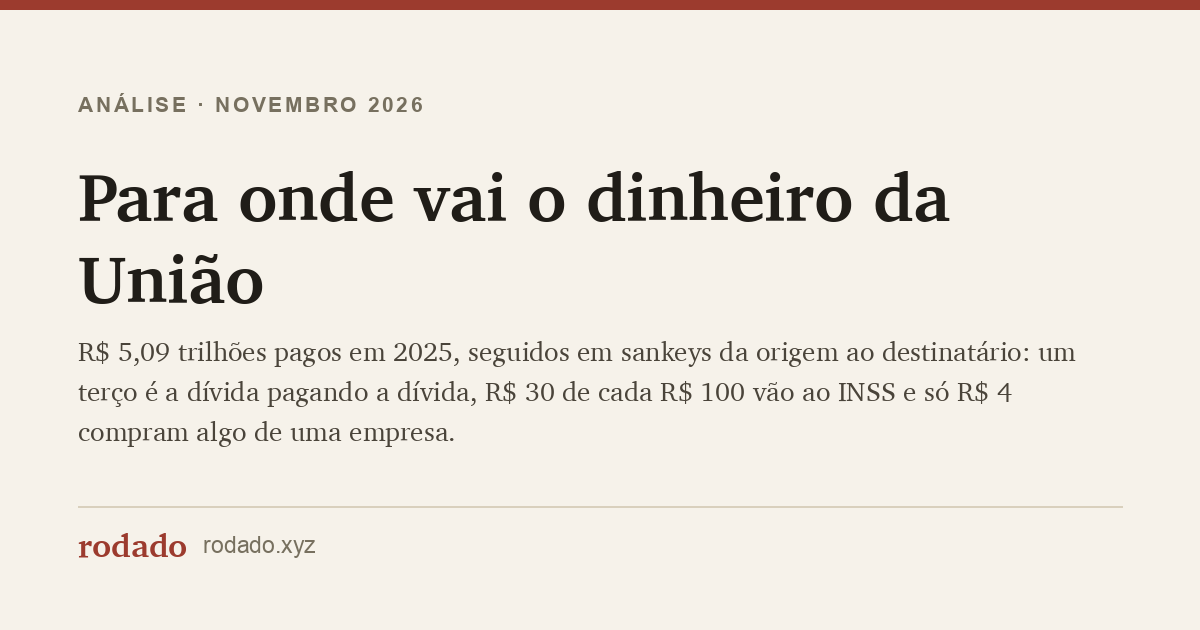 ANÁLISE · NOVEMBRO 2026
Para onde vai o dinheiro da
União
R$ 5,09 trilhões pagos em 2025, seguidos em sankeys da origem ao destinatário: um
terço é a dívida pagando a dívida, R$ 30 de cada R$ 100 vão ao INSS e só R$ 4
compram algo de uma empresa.
rodado rodado.xyz